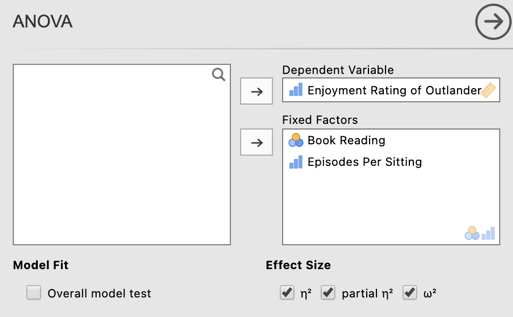 ANOVA
Dependent Variable
Enjoyment Rating of Outlander
Fixed Factors
Book Reading
Episodes Per Sitting
Model Fit
Overall model test
Effect Size
η² partial η² ω²